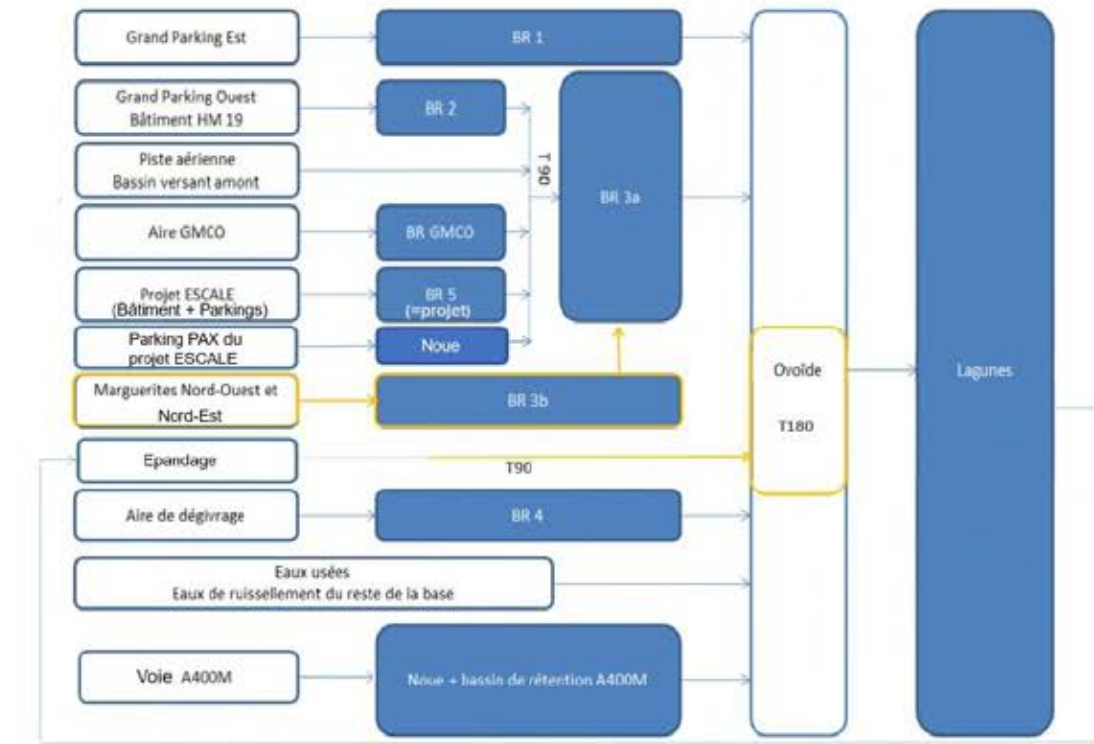 Grand Parking Est
BR 1
Grand Parking Ouest
Bâtiment HM 19
BR 2
T 90
Piste aérienne
Bassin versant amont
BR 3a
Aire GMCO
BR GMCO
Projet ESCALE
(Bâtiment + Parkings)
BR 5
(=projet)
Parking PAX du
projet ESCALE
Noue
Marguerites Nord-Ouest et
Nord-Est
BR 3b
Ovoïde
T180
Lagunes
Epandage
T90
Aire de dégivrage
BR 4
Eaux usées
Eaux de ruissellement du reste de la base
Voie A400M
Noue + bassin de rétention A400M